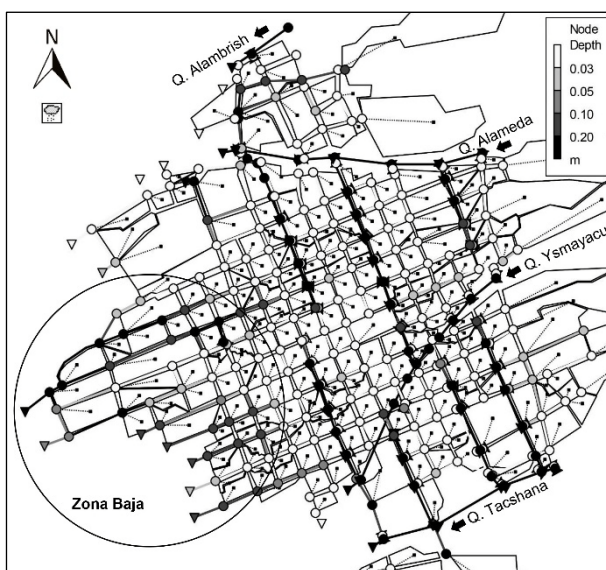 N
Q. Alambrish
Node
Depth
0.03
0.05
0.10
0.20
m
Q. Alameda
Q. Ysmayacu
Zona Baja
Q. Tacshana